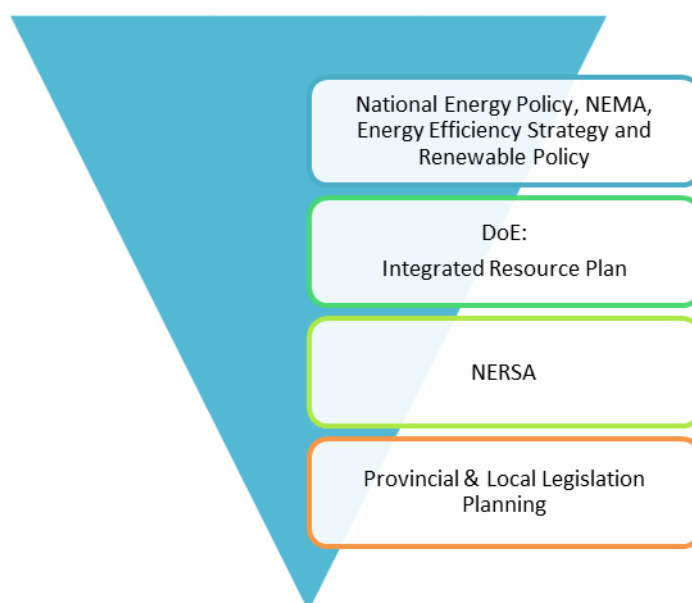 National Energy Policy, NEMA,
Energy Efficiency Strategy and
Renewable Policy
DoE:
Integrated Resource Plan
NERSA
Provincial & Local Legislation
Planning